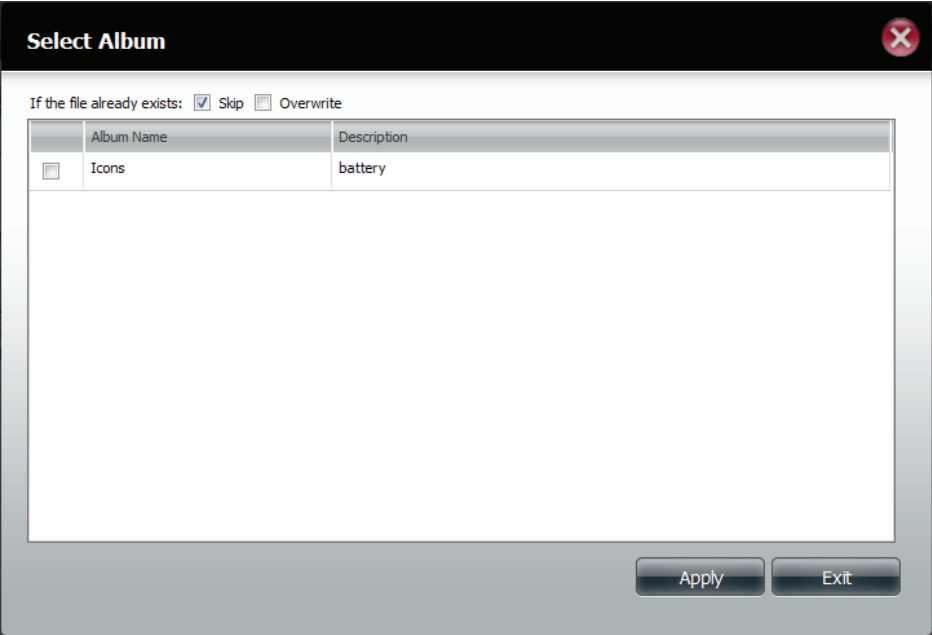 Select Album
If the file already exists: Skip Overwrite
Album Name Description
Icons battery
Apply Exit